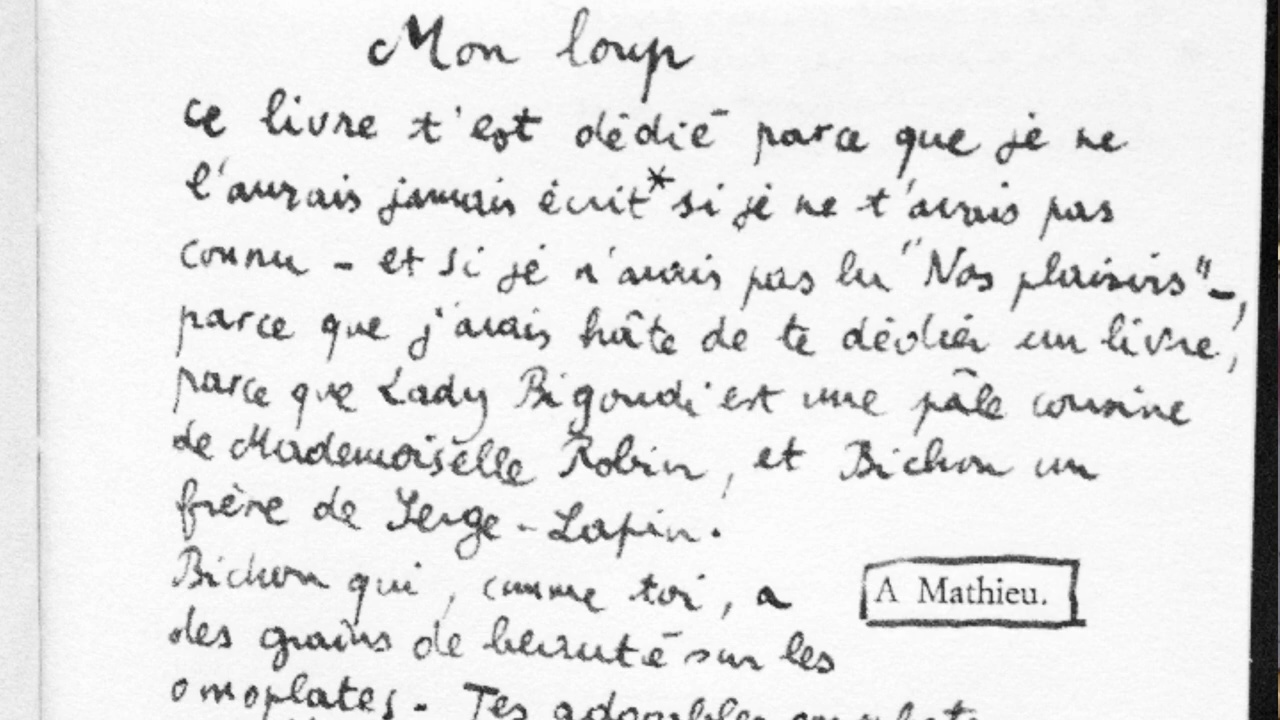 Mon loup
ce livre t'est dédié parce que je ne
l'aurais jamais écrit* si je ne t'avais pas
connu - et si je n'avais pas lu "Nos plaisirs" -,
parce que j'avais hâte de te dédier un livre,
parce que Lady Bigoudi est une pâle cousine
de Mademoiselle Robin, et Bichon un
frère de Serge-Lapin.
Bichon qui, comme toi, a
A Mathieu.
des grains de beauté sur les
omoplates. Tes adorables